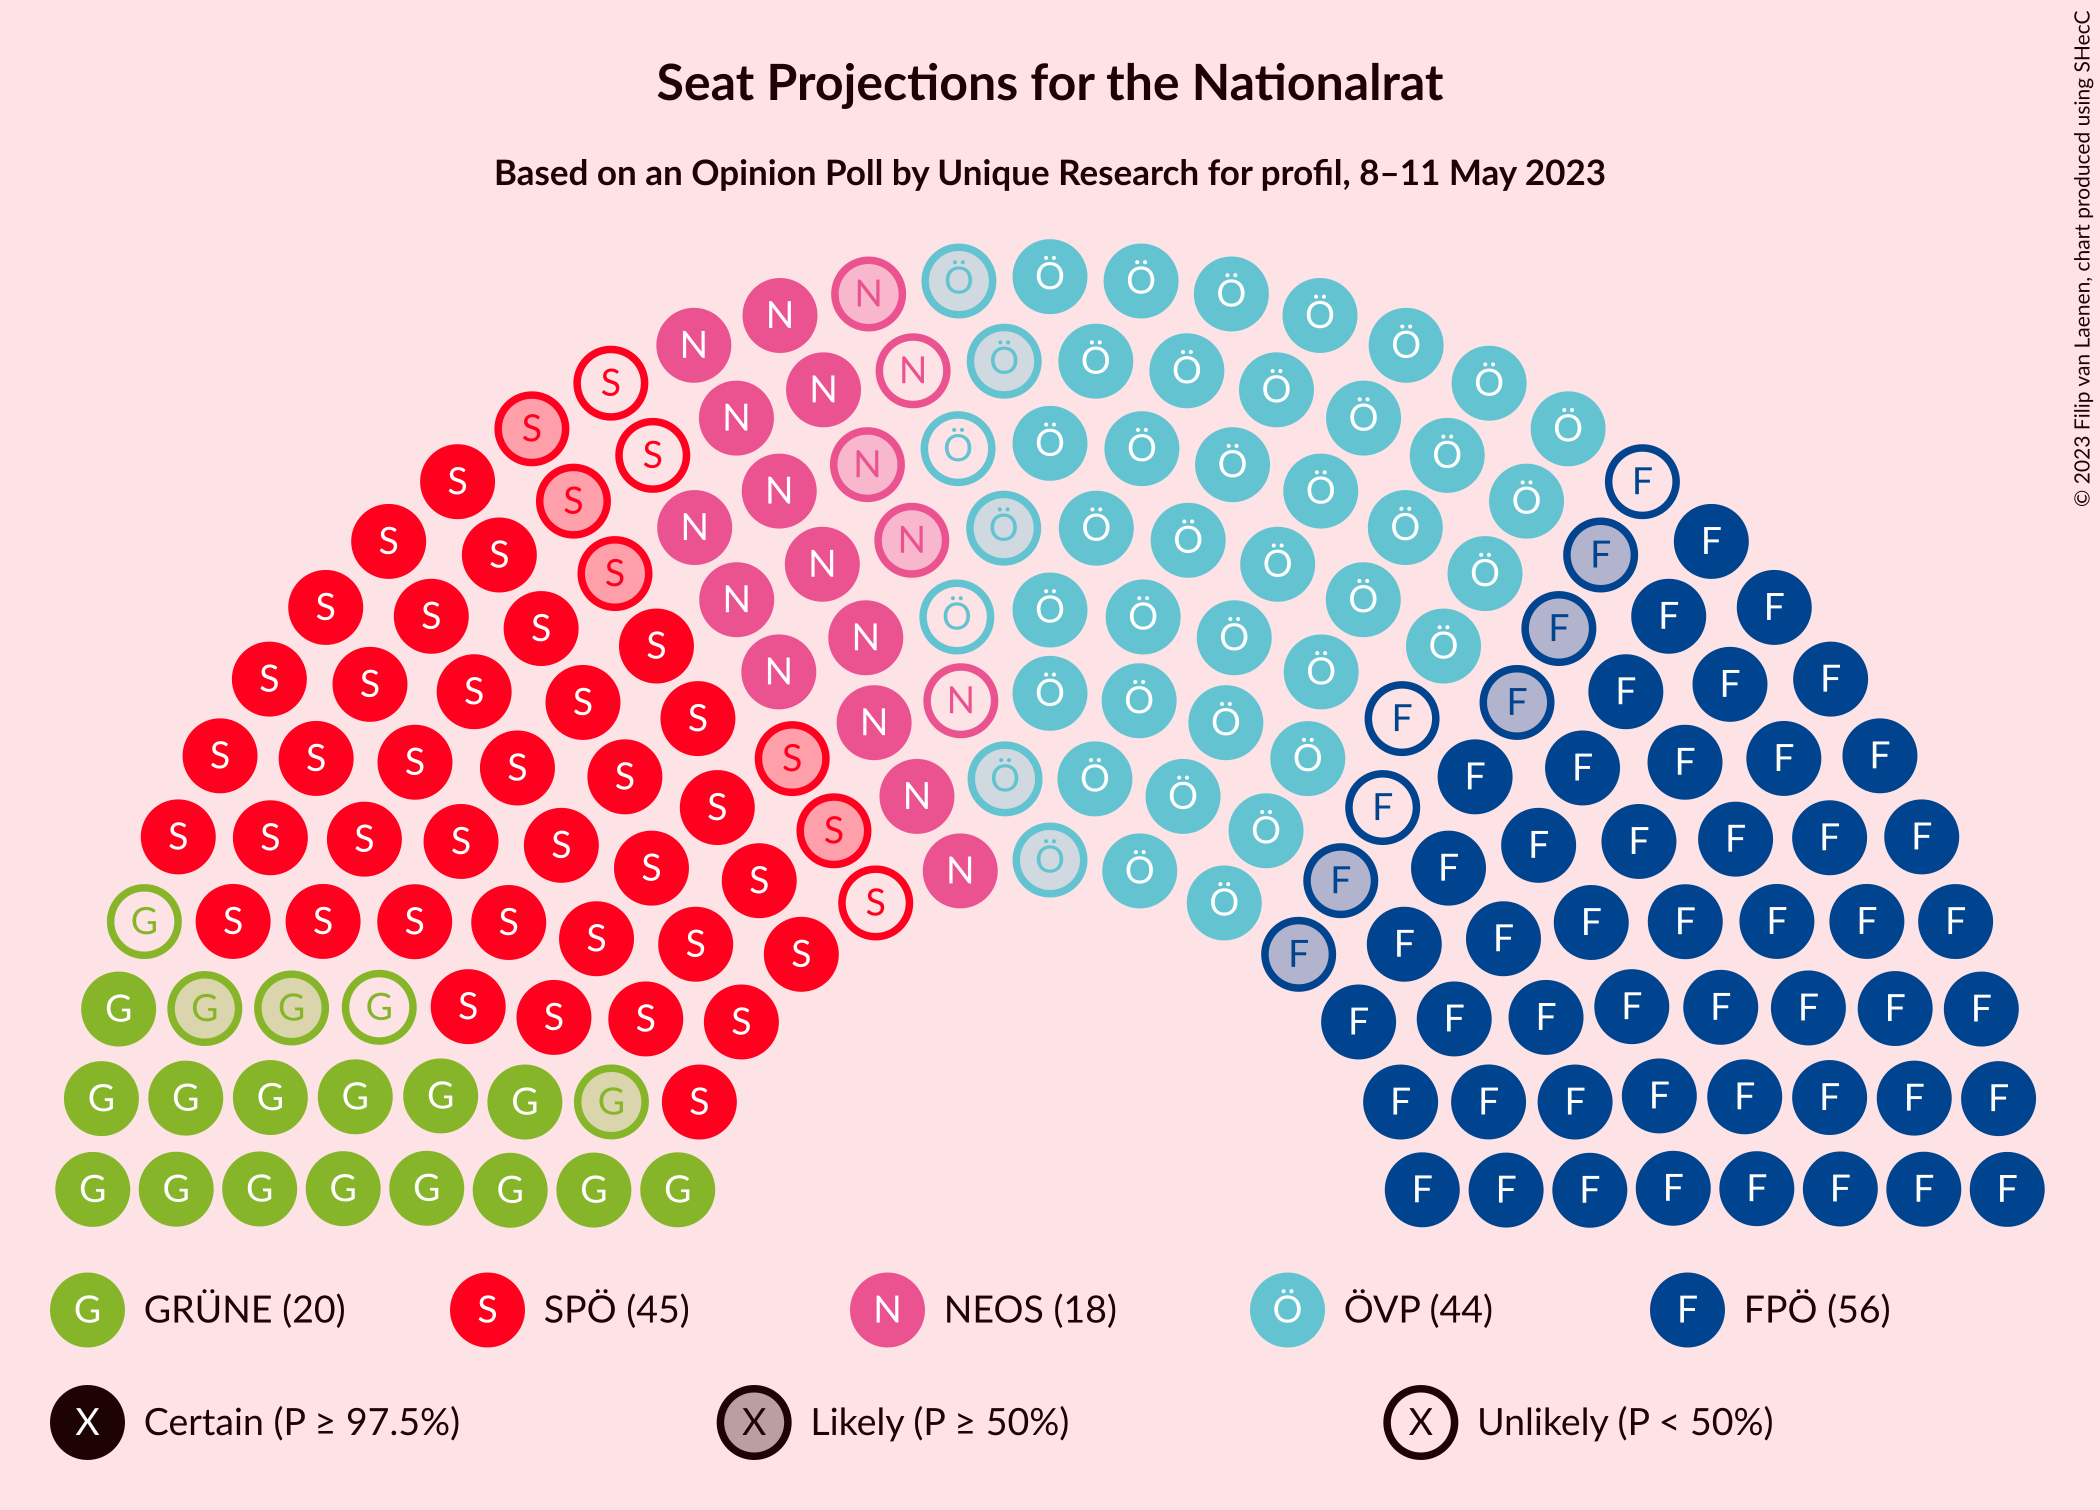 Seat Projections for the Nationalrat
Based on an Opinion Poll by Unique Research for profil, 8–11 May 2023
© 2023 Filip van Laenen, chart produced using SHecC
N N N Ö Ö Ö Ö Ö Ö Ö Ö F
G GRÜNE (20)
S SPÖ (45)
N NEOS (18)
Ö ÖVP (44)
F FPÖ (56)
X Certain (P ≥ 97.5%)
X Likely (P ≥ 50%)
X Unlikely (P < 50%)